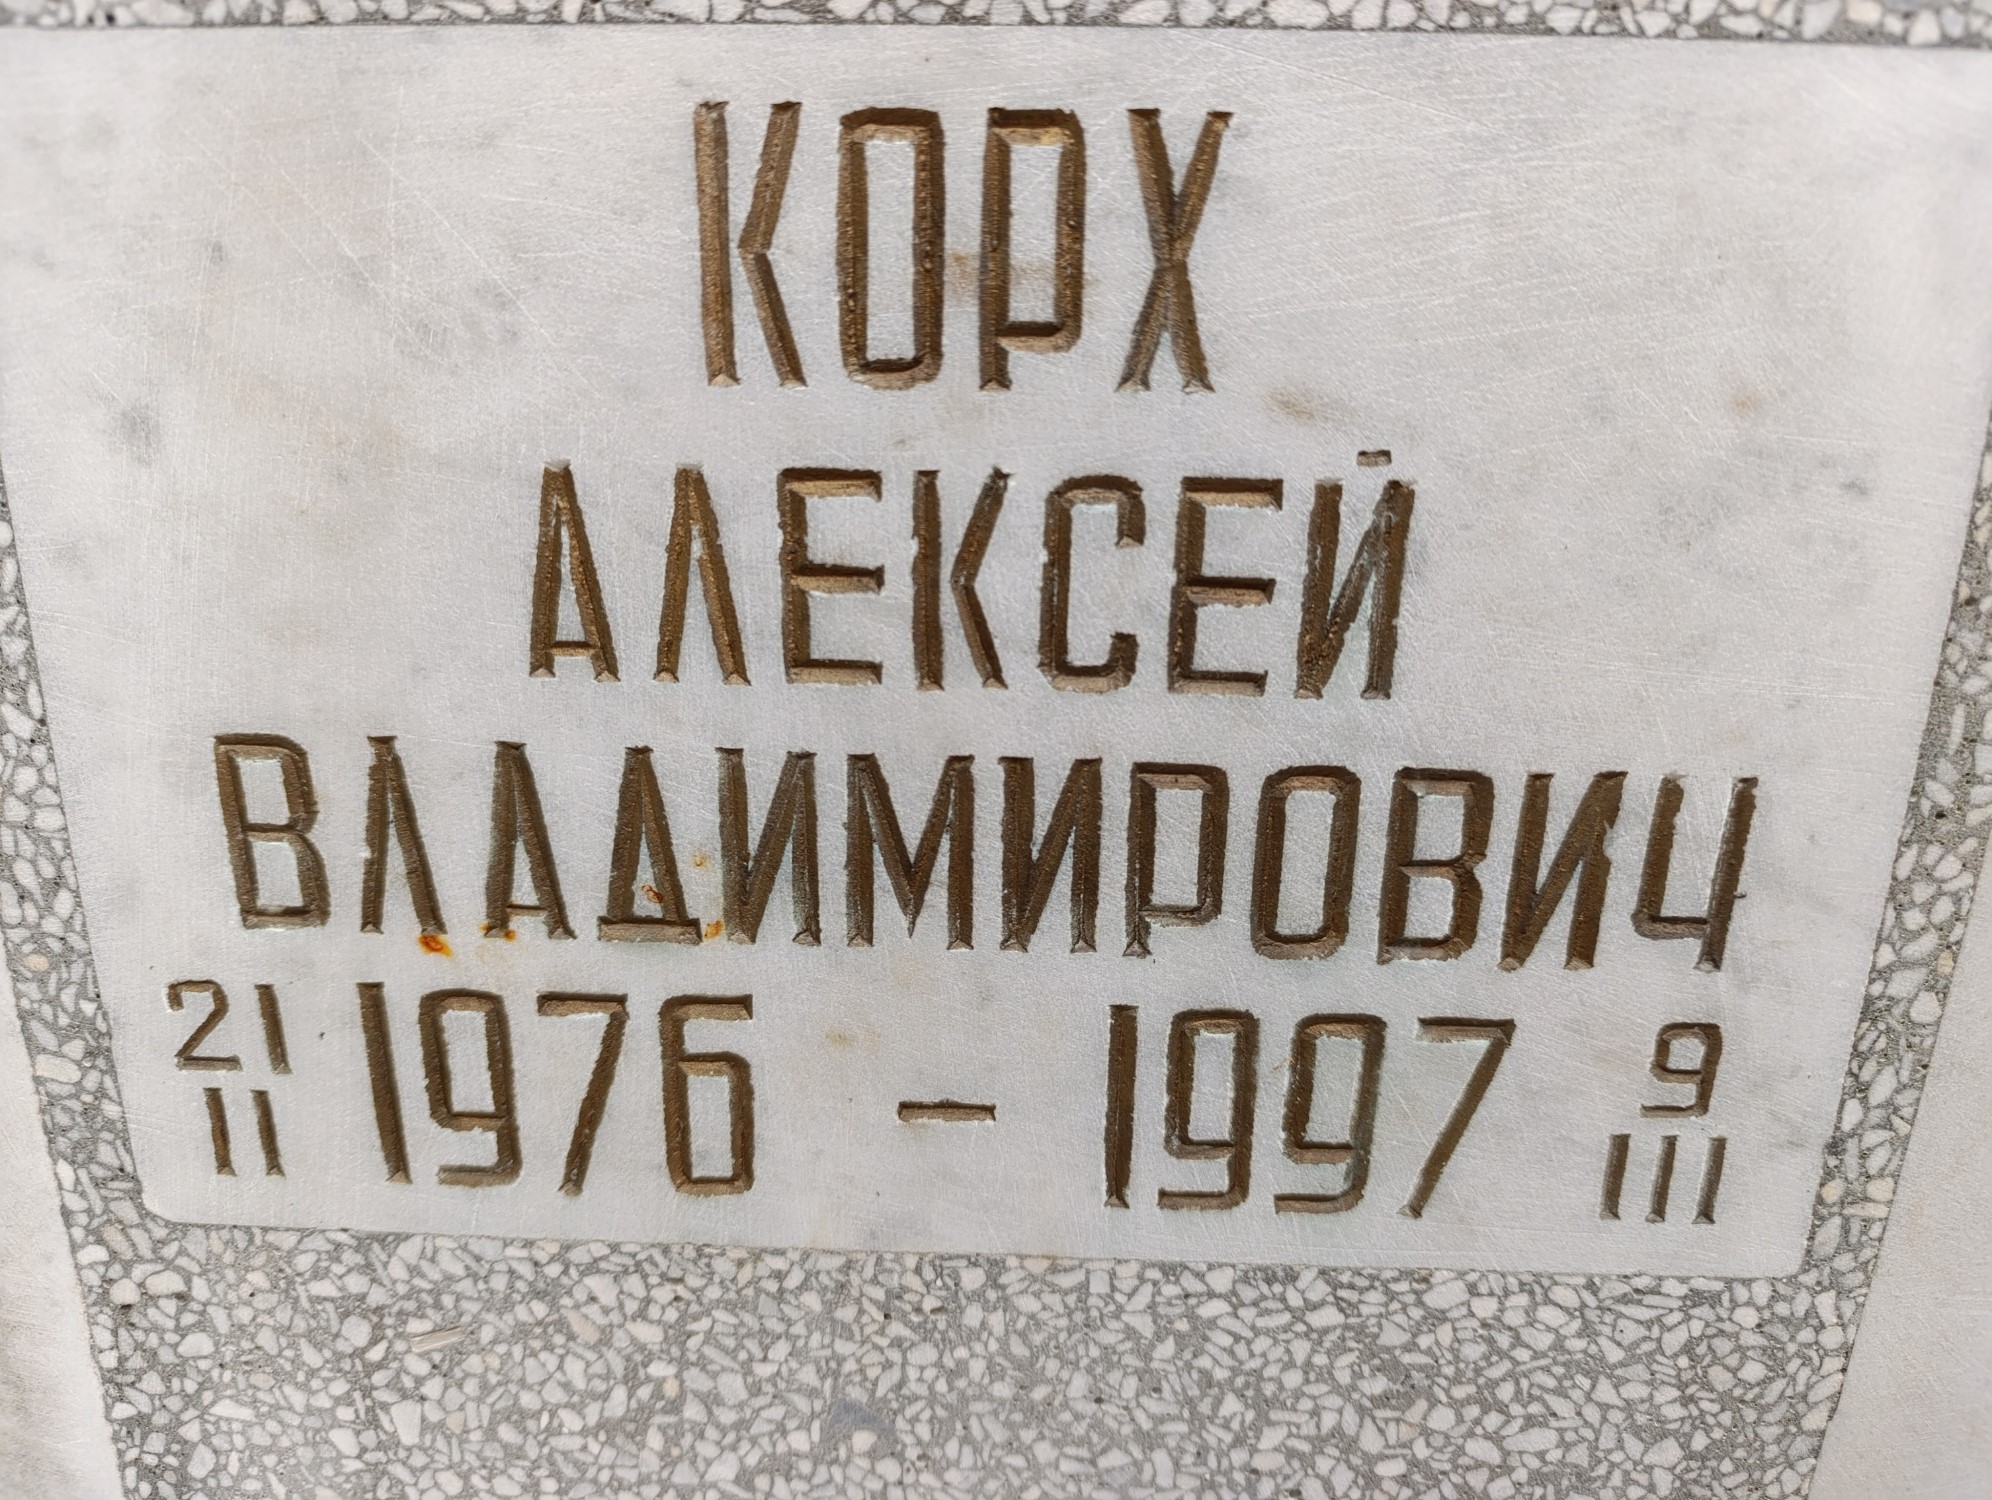 КОРХ
АЛЕКСЕЙ
ВЛАДИМИРОВИЧ
21 1976 – 1997 9
II III